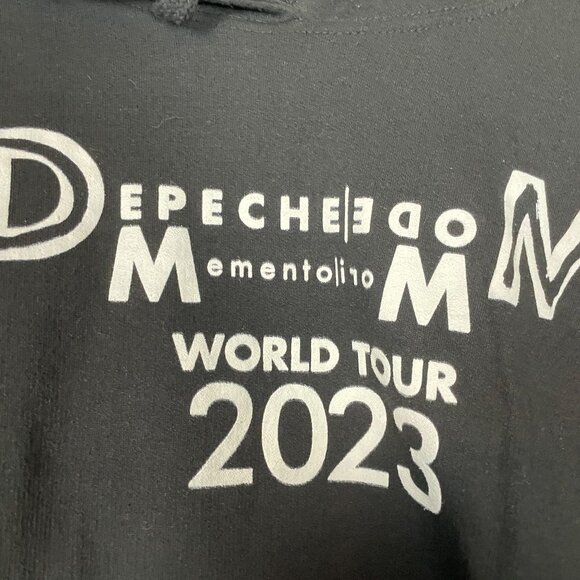 DEPECHE MODE
Memento Mori
WORLD TOUR
2023